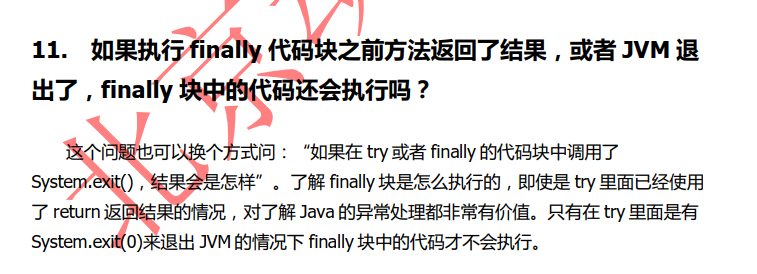 11. 如果执行 finally 代码块之前方法返回了结果，或者 JVM 退
出了，finally 块中的代码还会执行吗？
这个问题也可以换个方式问：“如果在 try 或者 finally 的代码块中调用了
System.exit()，结果会是怎样”。了解 finally 块是怎么执行的，即使是 try 里面已经使用
了 return 返回结果的情况，对了解 Java 的异常处理都非常有价值。只有在 try 里面是有
System.exit(0)来退出 JVM 的情况下 finally 块中的代码才不会执行。
北京